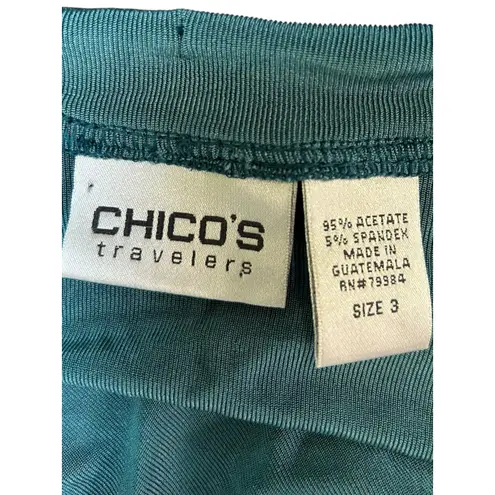 CHICO'S
travelers
95% ACETATE
5% SPANDEX
MADE IN
GUATEMALA
RN#79984
SIZE 3